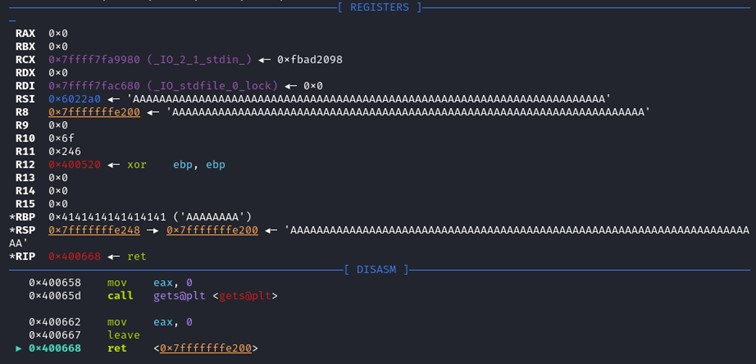 [ REGISTERS ]
RAX 0×0
RBX 0×0
RCX 0×7ffff7fa9980 (_IO_2_1_stdin_) ◂— 0×fbad2098
RDX 0×0
RDI 0×7ffff7fac680 (_IO_stdfile_0_lock) ◂— 0×0
RSI 0×6022a0 ◂— 'AAAAAAAAAAAAAAAAAAAAAAAAAAAAAAAAAAAAAAAAAAAAAAAAAAAAAAAAAAAAAAAAAAAAAAAA'
R8 0×7fffffffe200 ◂— 'AAAAAAAAAAAAAAAAAAAAAAAAAAAAAAAAAAAAAAAAAAAAAAAAAAAAAAAAAAAAAAAAAAAAAAAA'
R9 0×0
R10 0×6f
R11 0×246
R12 0×400520 ◂— xor ebp, ebp
R13 0×0
R14 0×0
R15 0×0
*RBP 0×4141414141414141 ('AAAAAAAA')
*RSP 0×7fffffffe248 —▸ 0×7fffffffe200 ◂— 'AAAAAAAAAAAAAAAAAAAAAAAAAAAAAAAAAAAAAAAAAAAAAAAAAAAAAAAAAAAAAAAAAAAAAA
AA'
*RIP 0×400668 ◂— ret
[ DISASM ]
0×400658 mov eax, 0
0×40065d call gets@plt <gets@plt>
0×400662 mov eax, 0
0×400667 leave
► 0×400668 ret <0×7fffffffe200>